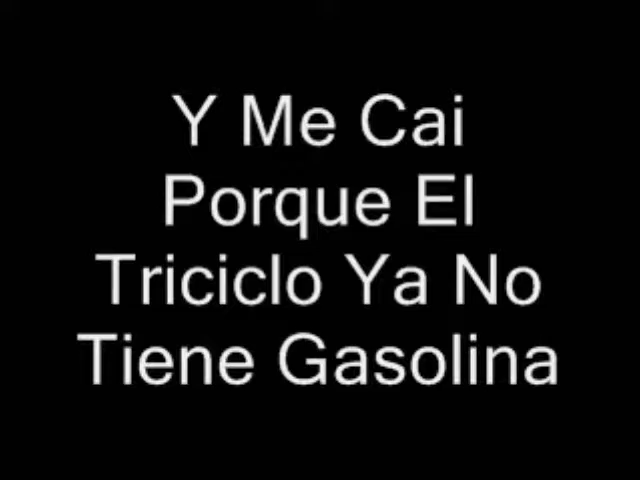 Y Me Cai
Porque El
Triciclo Ya No
Tiene Gasolina